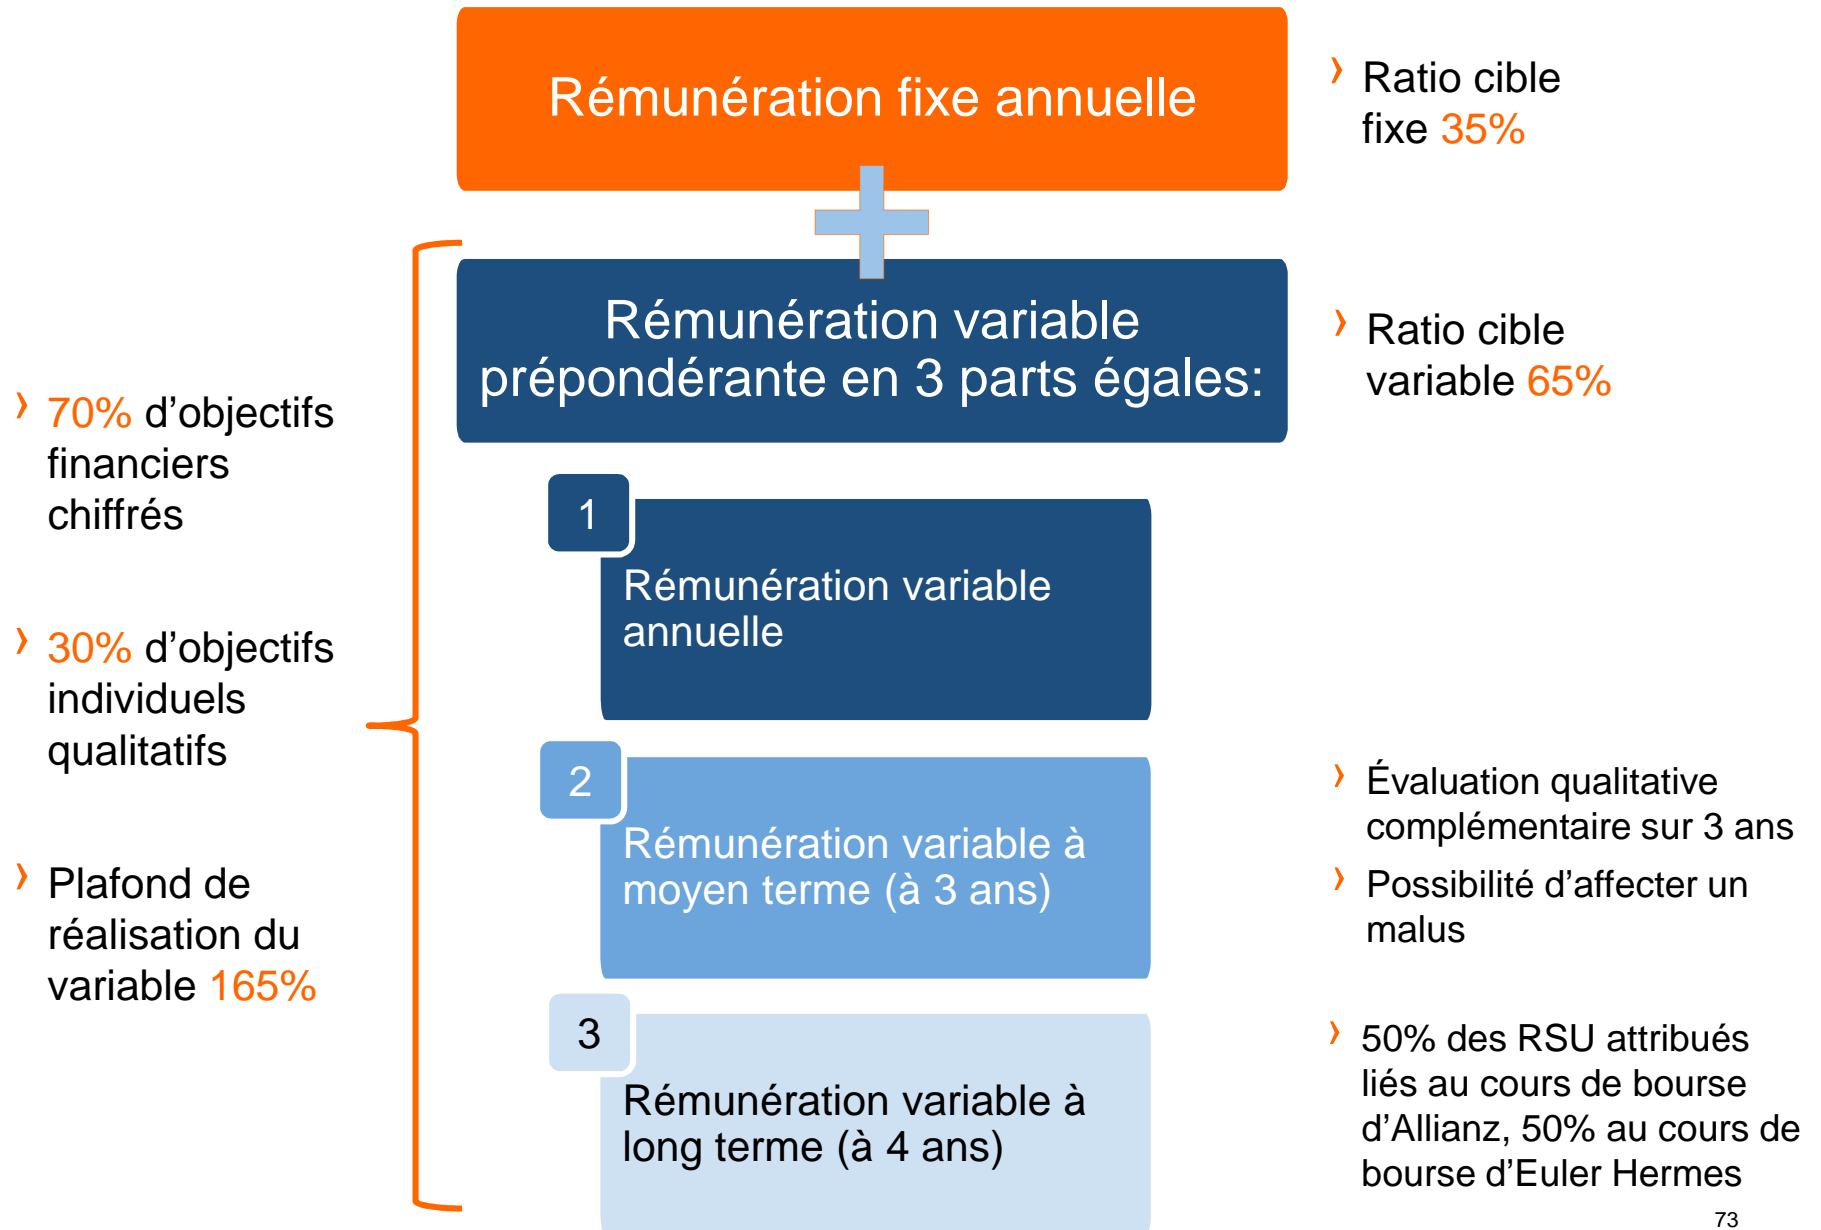 Rémunération fixe annuelle
› Ratio cible
fixe 35%
Rémunération variable
prépondérante en 3 parts égales:
› Ratio cible
variable 65%
› 70% d’objectifs
financiers
chiffrés
› 30% d’objectifs
individuels
qualitatifs
› Plafond de
réalisation du
variable 165%
1
Rémunération variable
annuelle
2
Rémunération variable à
moyen terme (à 3 ans)
› Évaluation qualitative
complémentaire sur 3 ans
› Possibilité d’affecter un
malus
3
Rémunération variable à
long terme (à 4 ans)
› 50% des RSU attribués
liés au cours de bourse
d’Allianz, 50% au cours de
bourse d’Euler Hermes
73